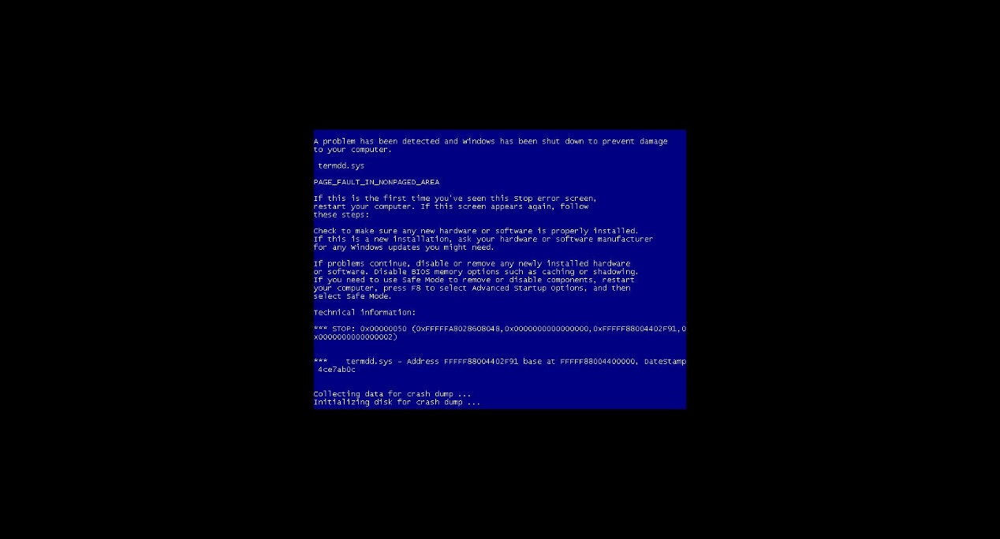 A problem has been detected and Windows has been shut down to prevent damage
to your computer.
termdd.sys
PAGE_FAULT_IN_NONPAGED_AREA
If this is the first time you've seen this Stop error screen,
restart your computer. If this screen appears again, follow
these steps:
Check to make sure any new hardware or software is properly installed.
If this is a new installation, ask your hardware or software manufacturer
for any Windows updates you might need.
If problems continue, disable or remove any newly installed hardware
or software. Disable BIOS memory options such as caching or shadowing.
If you need to use Safe Mode to remove or disable components, restart
your computer, press F8 to select Advanced Startup Options, and then
select Safe Mode.
Technical information:
*** STOP: 0x00000050 (0xFFFFFA8028608048,0x0000000000000000,0xFFFFF88004402F91,0
x0000000000000002)
*** termdd.sys - Address FFFFF88004402F91 base at FFFFF88004400000, DateStamp
4ce7ab0c
Collecting data for crash dump ...
Initializing disk for crash dump ...